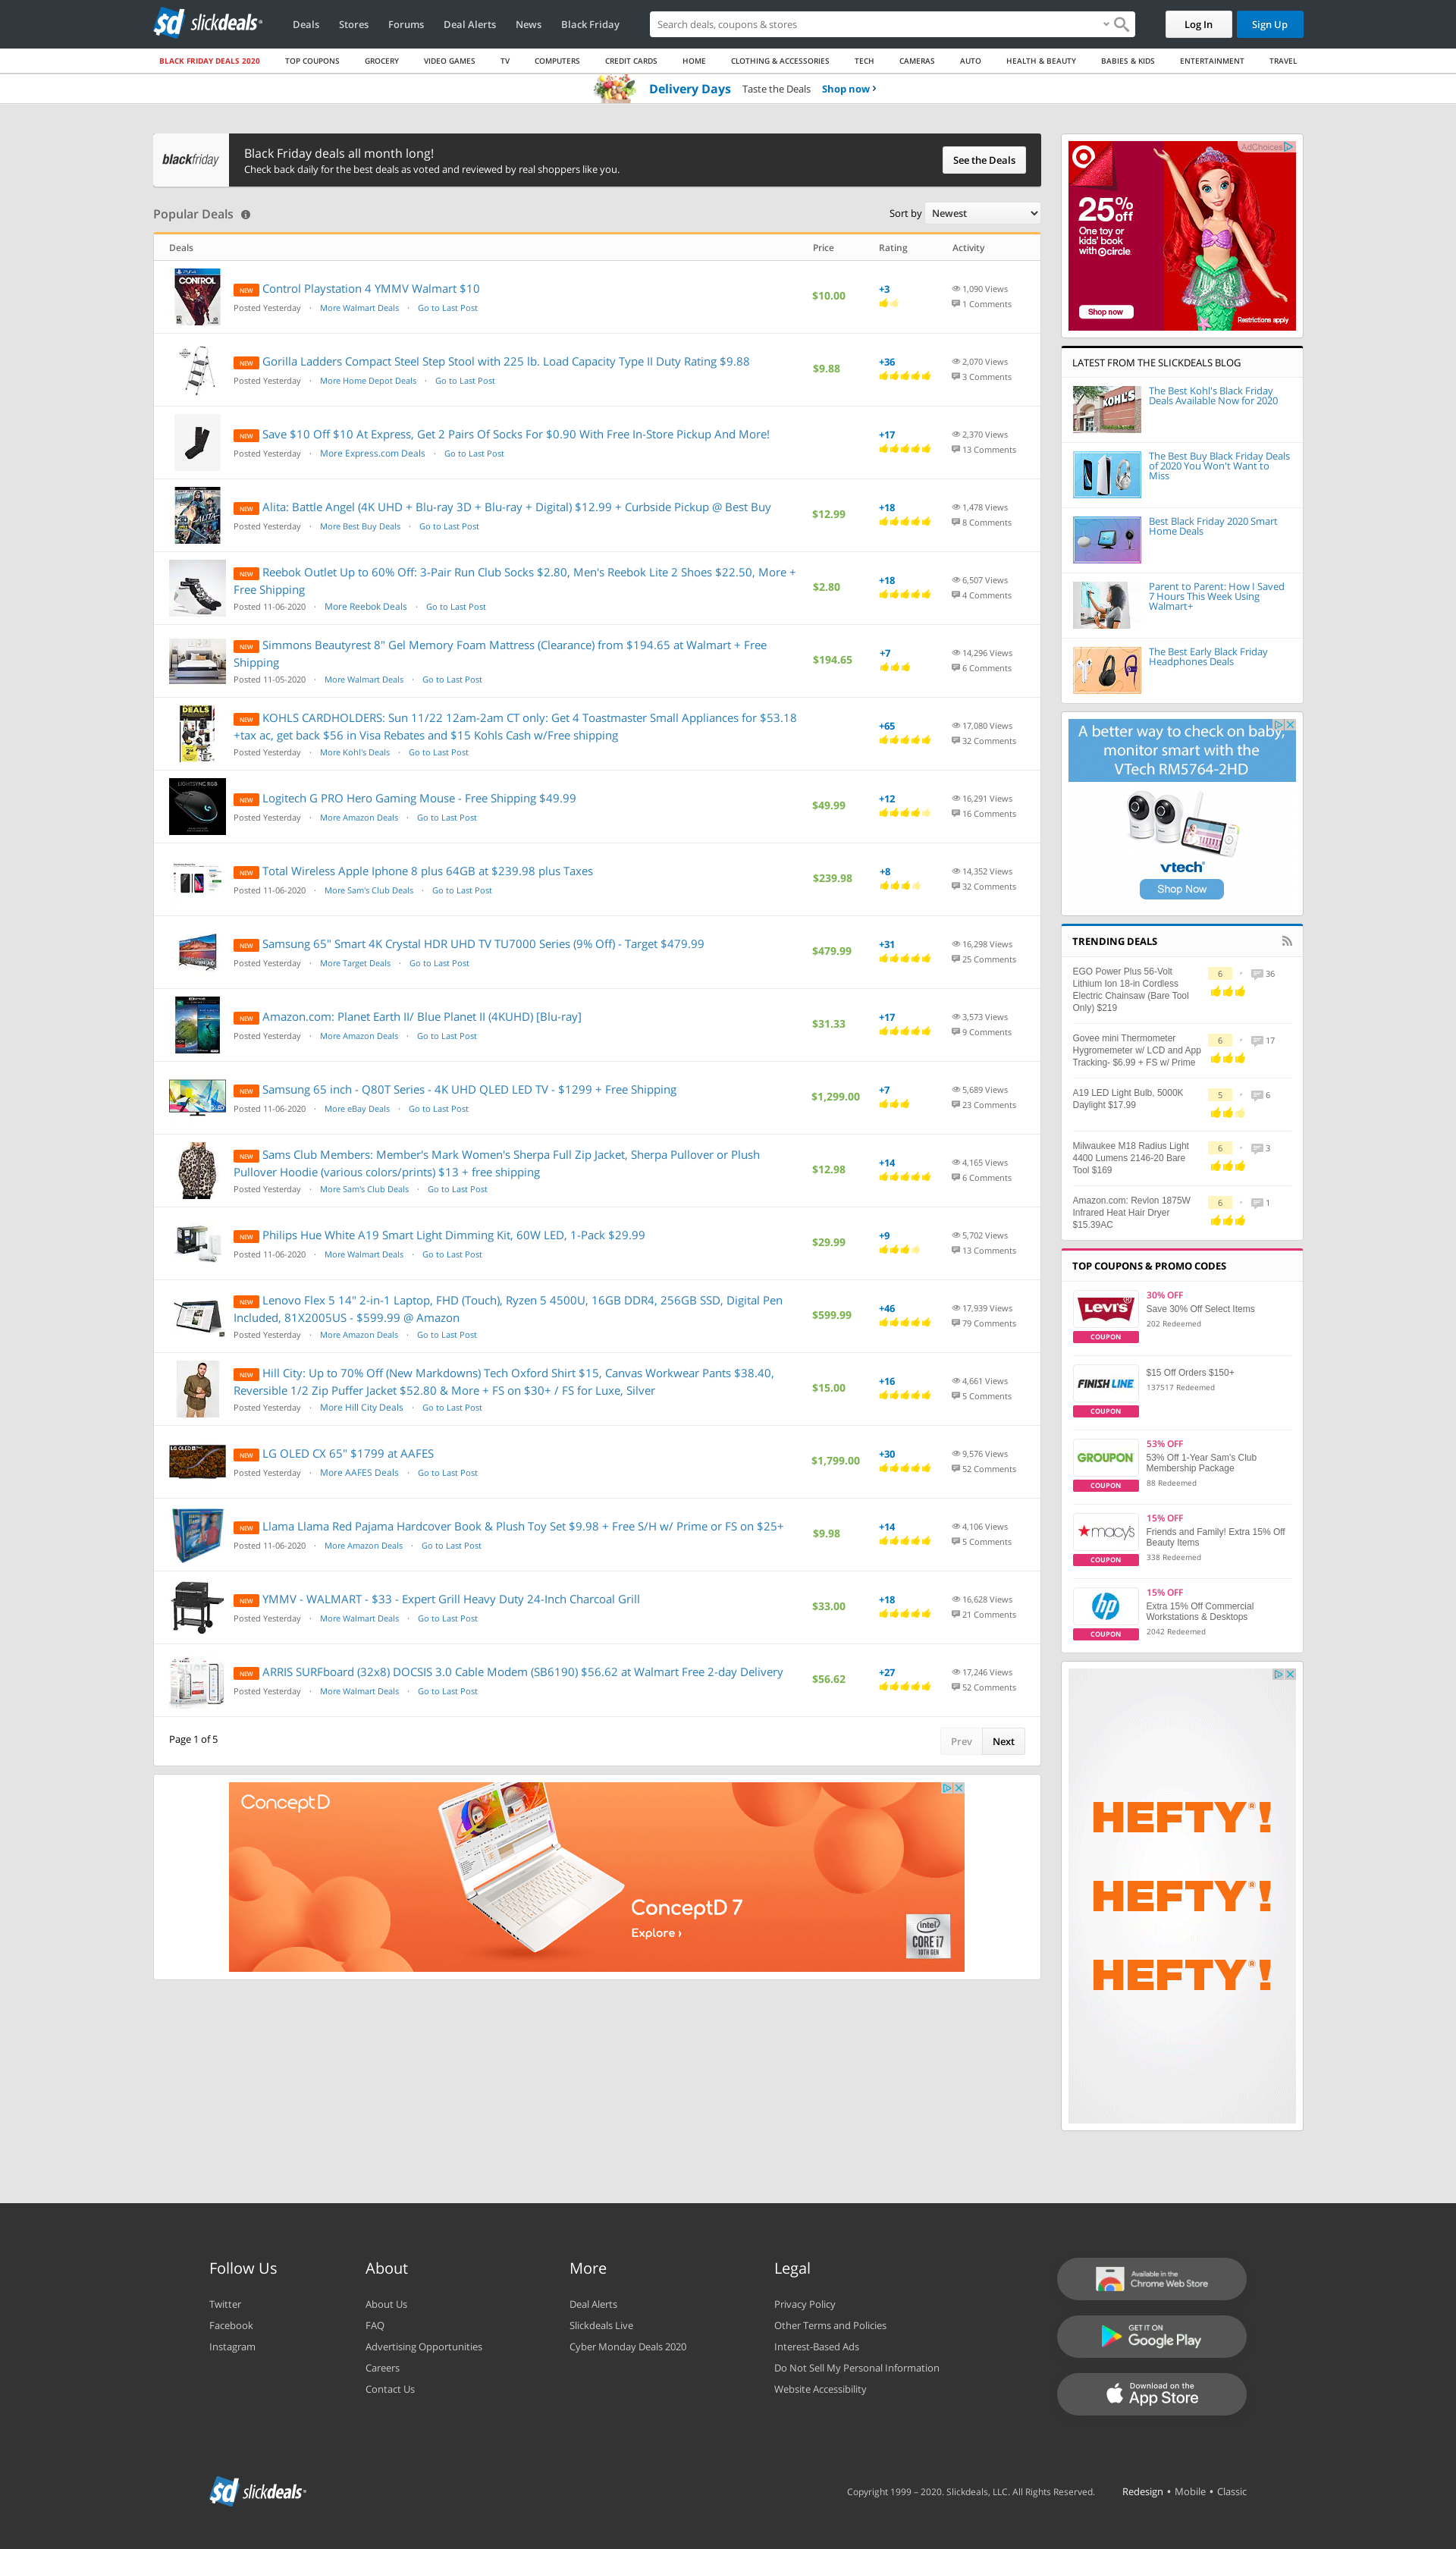 slickdeals
Deals
Stores
Forums
Deal Alerts
News
Black Friday
Search deals, coupons & stores
Log In
Sign Up
BLACK FRIDAY DEALS 2020
TOP COUPONS
GROCERY
VIDEO GAMES
TV
COMPUTERS
CREDIT CARDS
HOME
CLOTHING & ACCESSORIES
TECH
CAMERAS
AUTO
HEALTH & BEAUTY
BABIES & KIDS
ENTERTAINMENT
TRAVEL
Delivery Days Taste the Deals Shop now
blackfriday
Black Friday deals all month long!
Check back daily for the best deals as voted and reviewed by real shoppers like you.
See the Deals
Popular Deals
Sort by Newest
Deals Price Rating Activity
NEW Control Playstation 4 YMMV Walmart $10
Posted Yesterday · More Walmart Deals · Go to Last Post
$10.00
+3
1,090 Views
1 Comments
NEW Gorilla Ladders Compact Steel Step Stool with 225 lb. Load Capacity Type II Duty Rating $9.88
Posted Yesterday · More Home Depot Deals · Go to Last Post
$9.88
+36
2,070 Views
3 Comments
NEW Save $10 Off $10 At Express, Get 2 Pairs Of Socks For $0.90 With Free In-Store Pickup And More!
Posted Yesterday · More Express.com Deals · Go to Last Post
+17
2,370 Views
13 Comments
NEW Alita: Battle Angel (4K UHD + Blu-ray 3D + Blu-ray + Digital) $12.99 + Curbside Pickup @ Best Buy
Posted Yesterday · More Best Buy Deals · Go to Last Post
$12.99
+18
1,478 Views
8 Comments
NEW Reebok Outlet Up to 60% Off: 3-Pair Run Club Socks $2.80, Men's Reebok Lite 2 Shoes $22.50, More +
Free Shipping
Posted 11-06-2020 · More Reebok Deals · Go to Last Post
$2.80
+18
6,507 Views
4 Comments
NEW Simmons Beautyrest 8" Gel Memory Foam Mattress (Clearance) from $194.65 at Walmart + Free
Shipping
Posted 11-05-2020 · More Walmart Deals · Go to Last Post
$194.65
+7
14,296 Views
6 Comments
NEW KOHLS CARDHOLDERS: Sun 11/22 12am-2am CT only: Get 4 Toastmaster Small Appliances for $53.18
+tax ac, get back $56 in Visa Rebates and $15 Kohls Cash w/Free shipping
Posted Yesterday · More Kohl's Deals · Go to Last Post
+65
17,080 Views
32 Comments
NEW Logitech G PRO Hero Gaming Mouse - Free Shipping $49.99
Posted Yesterday · More Amazon Deals · Go to Last Post
$49.99
+12
16,291 Views
16 Comments
NEW Total Wireless Apple Iphone 8 plus 64GB at $239.98 plus Taxes
Posted 11-06-2020 · More Sam's Club Deals · Go to Last Post
$239.98
+8
14,352 Views
32 Comments
NEW Samsung 65" Smart 4K Crystal HDR UHD TV TU7000 Series (9% Off) - Target $479.99
Posted Yesterday · More Target Deals · Go to Last Post
$479.99
+31
16,298 Views
25 Comments
NEW Amazon.com: Planet Earth II/ Blue Planet II (4KUHD) [Blu-ray]
Posted Yesterday · More Amazon Deals · Go to Last Post
$31.33
+17
3,573 Views
9 Comments
NEW Samsung 65 inch - Q80T Series - 4K UHD QLED LED TV - $1299 + Free Shipping
Posted 11-06-2020 · More eBay Deals · Go to Last Post
$1,299.00
+7
5,689 Views
23 Comments
NEW Sams Club Members: Member's Mark Women's Sherpa Full Zip Jacket, Sherpa Pullover or Plush
Pullover Hoodie (various colors/prints) $13 + free shipping
Posted Yesterday · More Sam's Club Deals · Go to Last Post
$12.98
+14
4,165 Views
6 Comments
NEW Philips Hue White A19 Smart Light Dimming Kit, 60W LED, 1-Pack $29.99
Posted 11-06-2020 · More Walmart Deals · Go to Last Post
$29.99
+9
5,702 Views
13 Comments
NEW Lenovo Flex 5 14" 2-in-1 Laptop, FHD (Touch), Ryzen 5 4500U, 16GB DDR4, 256GB SSD, Digital Pen
Included, 81X2005US - $599.99 @ Amazon
Posted Yesterday · More Amazon Deals · Go to Last Post
$599.99
+46
17,939 Views
79 Comments
NEW Hill City: Up to 70% Off (New Markdowns) Tech Oxford Shirt $15, Canvas Workwear Pants $38.40,
Reversible 1/2 Zip Puffer Jacket $52.80 & More + FS on $30+ / FS for Luxe, Silver
Posted Yesterday · More Hill City Deals · Go to Last Post
$15.00
+16
4,661 Views
5 Comments
NEW LG OLED CX 65" $1799 at AAFES
Posted Yesterday · More AAFES Deals · Go to Last Post
$1,799.00
+30
9,576 Views
52 Comments
NEW Llama Llama Red Pajama Hardcover Book & Plush Toy Set $9.98 + Free S/H w/ Prime or FS on $25+
Posted 11-06-2020 · More Amazon Deals · Go to Last Post
$9.98
+14
4,106 Views
5 Comments
NEW YMMV - WALMART - $33 - Expert Grill Heavy Duty 24-Inch Charcoal Grill
Posted Yesterday · More Walmart Deals · Go to Last Post
$33.00
+18
16,628 Views
21 Comments
NEW ARRIS SURFboard (32x8) DOCSIS 3.0 Cable Modem (SB6190) $56.62 at Walmart Free 2-day Delivery
Posted Yesterday · More Walmart Deals · Go to Last Post
$56.62
+27
17,246 Views
52 Comments
Page 1 of 5
Prev Next
ConceptD
ConceptD 7
Explore ›
intel
CORE i7
10TH GEN
AdChoices
25% off
One toy or
kids' book
with circle.
Shop now
Restrictions apply
LATEST FROM THE SLICKDEALS BLOG
KOHL'S
The Best Kohl's Black Friday
Deals Available Now for 2020
The Best Buy Black Friday Deals
of 2020 You Won't Want to
Miss
Best Black Friday 2020 Smart
Home Deals
Parent to Parent: How I Saved
7 Hours This Week Using
Walmart+
The Best Early Black Friday
Headphones Deals
A better way to check on baby,
monitor smart with the
VTech RM5764-2HD
vtech
Shop Now
TRENDING DEALS
EGO Power Plus 56-Volt
Lithium Ion 18-in Cordless
Electric Chainsaw (Bare Tool
Only) $219
6 · 36
Govee mini Thermometer
Hygromemeter w/ LCD and App
Tracking- $6.99 + FS w/ Prime
6 · 17
A19 LED Light Bulb, 5000K
Daylight $17.99
5 · 6
Milwaukee M18 Radius Light
4400 Lumens 2146-20 Bare
Tool $169
6 · 3
Amazon.com: Revlon 1875W
Infrared Heat Hair Dryer
$15.39AC
6 · 1
TOP COUPONS & PROMO CODES
LEVI'S
COUPON
30% OFF
Save 30% Off Select Items
202 Redeemed
FINISH LINE
COUPON
$15 Off Orders $150+
137517 Redeemed
GROUPON
COUPON
53% OFF
53% Off 1-Year Sam's Club
Membership Package
88 Redeemed
macy's
COUPON
15% OFF
Friends and Family! Extra 15% Off
Beauty Items
338 Redeemed
hp
COUPON
15% OFF
Extra 15% Off Commercial
Workstations & Desktops
2042 Redeemed
HEFTY!
HEFTY!
HEFTY!
Follow Us
Twitter
Facebook
Instagram
About
About Us
FAQ
Advertising Opportunities
Careers
Contact Us
More
Deal Alerts
Slickdeals Live
Cyber Monday Deals 2020
Legal
Privacy Policy
Other Terms and Policies
Interest-Based Ads
Do Not Sell My Personal Information
Website Accessibility
Available in the
Chrome Web Store
GET IT ON
Google Play
Download on the
App Store
slickdeals
Copyright 1999 – 2020. Slickdeals, LLC. All Rights Reserved.
Redesign • Mobile • Classic